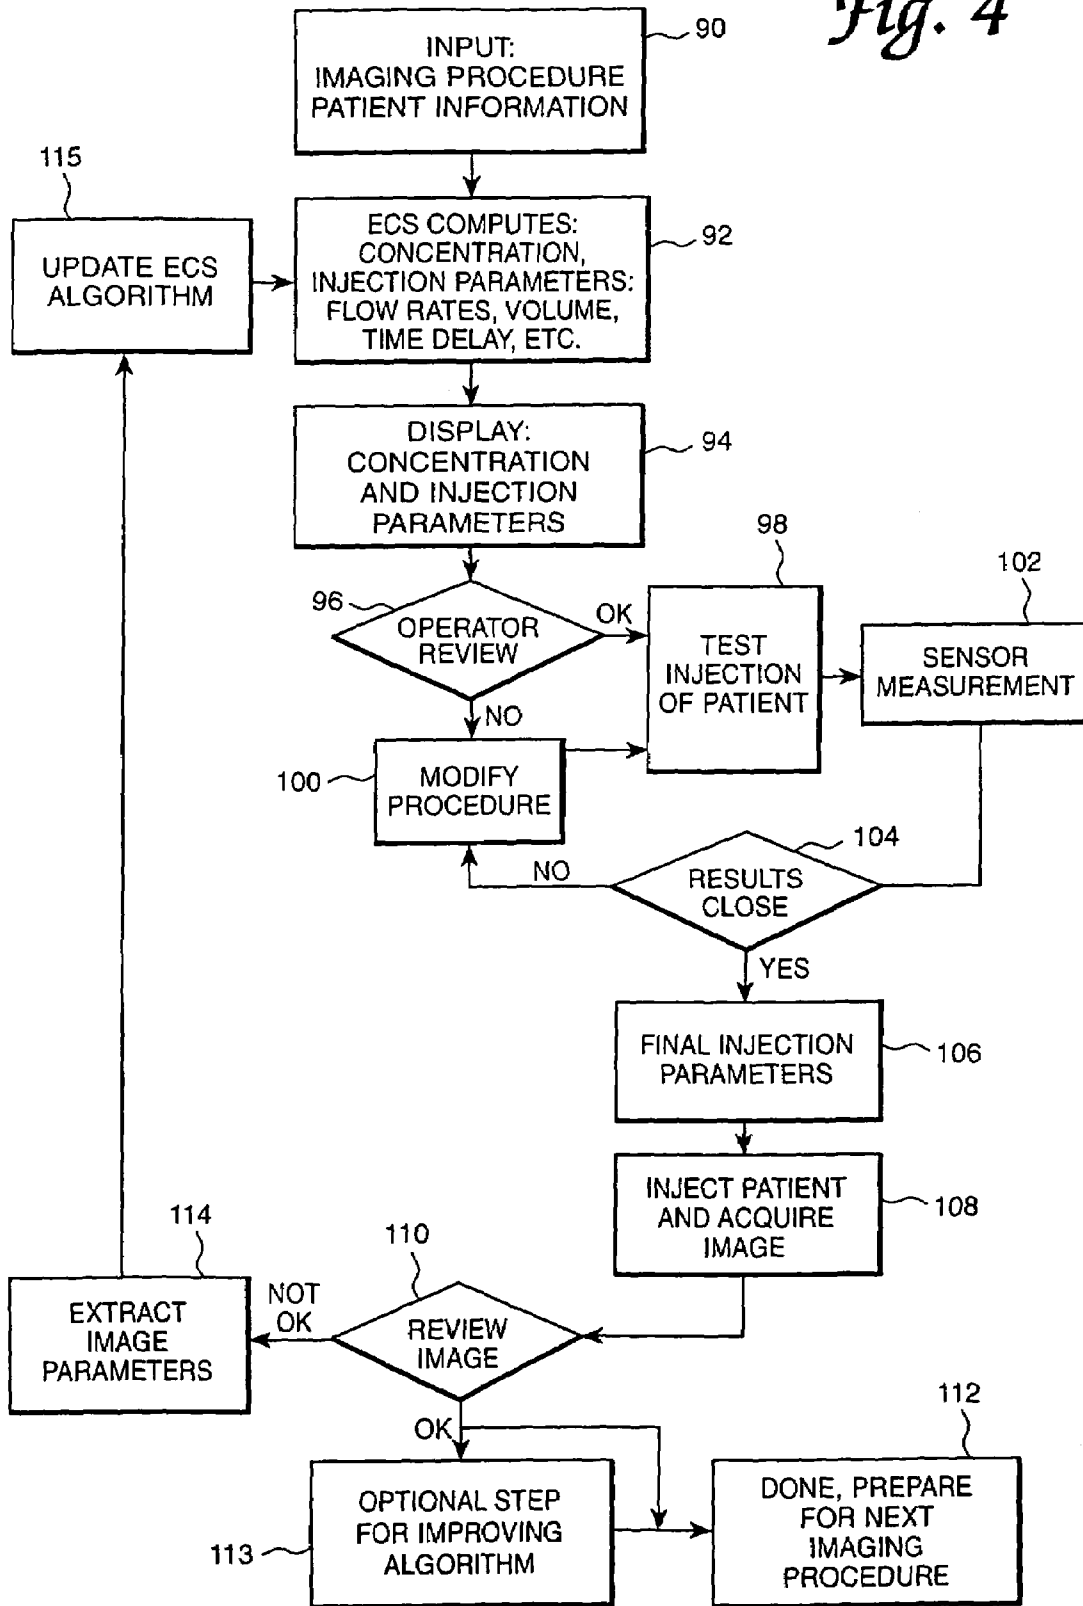 Fig. 4
90
INPUT:
IMAGING PROCEDURE
PATIENT INFORMATION
115
UPDATE ECS
ALGORITHM
ECS COMPUTES:
CONCENTRATION,
INJECTION PARAMETERS:
FLOW RATES, VOLUME,
TIME DELAY, ETC.
92
DISPLAY:
CONCENTRATION
AND INJECTION
PARAMETERS
94
96
OPERATOR
REVIEW
OK
NO
98
TEST
INJECTION
OF PATIENT
102
SENSOR
MEASUREMENT
100
MODIFY
PROCEDURE
104
RESULTS
CLOSE
NO
YES
FINAL INJECTION
PARAMETERS
106
INJECT PATIENT
AND ACQUIRE
IMAGE
108
110
REVIEW
IMAGE
NOT
OK
114
EXTRACT
IMAGE
PARAMETERS
OK
113
OPTIONAL STEP
FOR IMPROVING
ALGORITHM
112
DONE, PREPARE
FOR NEXT
IMAGING
PROCEDURE